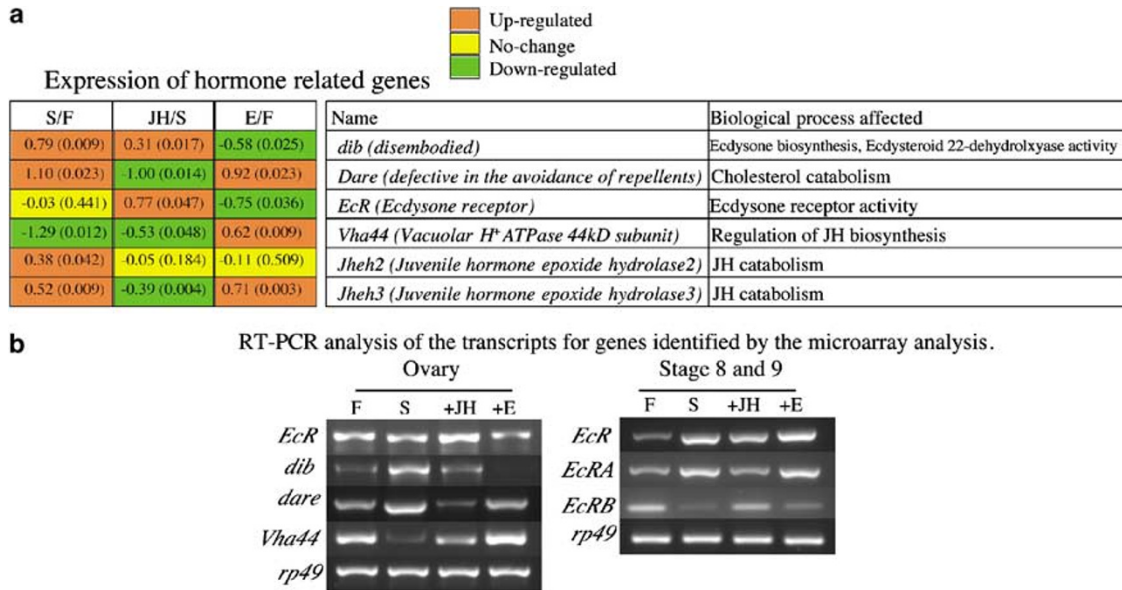 a
Up-regulated
No-change
Down-regulated
Expression of hormone related genes
S/F JH/S E/F Name Biological process affected
0.79 (0.009) 0.31 (0.017) -0.58 (0.025) dib (disembodied) Ecdysone biosynthesis, Ecdysteroid 22-dehydrolxyase activity
1.10 (0.023) -1.00 (0.014) 0.92 (0.023) Dare (defective in the avoidance of repellents) Cholesterol catabolism
-0.03 (0.441) 0.77 (0.047) -0.75 (0.036) EcR (Ecdysone receptor) Ecdysone receptor activity
-1.29 (0.012) -0.53 (0.048) 0.62 (0.009) Vha44 (Vacuolar H+ ATPase 44kD subunit) Regulation of JH biosynthesis
0.38 (0.042) -0.05 (0.184) -0.11 (0.509) Jheh2 (Juvenile hormone epoxide hydrolase2) JH catabolism
0.52 (0.009) -0.39 (0.004) 0.71 (0.003) Jheh3 (Juvenile hormone epoxide hydrolase3) JH catabolism
b
RT-PCR analysis of the transcripts for genes identified by the microarray analysis.
Ovary
F S +JH +E
EcR
dib
dare
Vha44
rp49
Stage 8 and 9
F S +JH +E
EcR
EcRA
EcRB
rp49